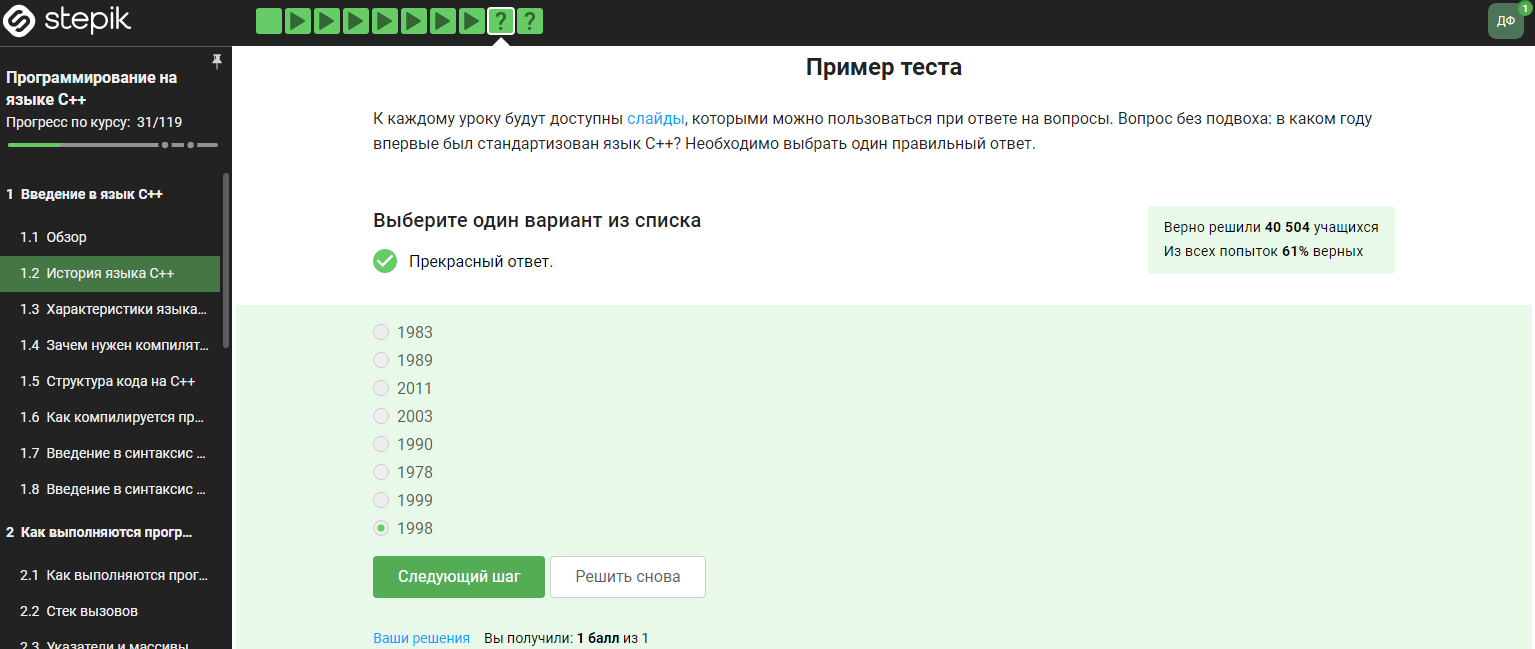 stepik
? ?
ДФ
1
Программирование на
языке C++
Прогресс по курсу: 31/119
1 Введение в язык C++
1.1 Обзор
1.2 История языка C++
1.3 Характеристики языка...
1.4 Зачем нужен компилят...
1.5 Структура кода на C++
1.6 Как компилируется пр...
1.7 Введение в синтаксис ...
1.8 Введение в синтаксис ...
2 Как выполняются прогр...
2.1 Как выполняются прог...
2.2 Стек вызовов
2.3 Указатели и массивы
Пример теста
К каждому уроку будут доступны слайды, которыми можно пользоваться при ответе на вопросы. Вопрос без подвоха: в каком году
впервые был стандартизован язык C++? Необходимо выбрать один правильный ответ.
Выберите один вариант из списка
Прекрасный ответ.
Верно решили 40 504 учащихся
Из всех попыток 61% верных
1983
1989
2011
2003
1990
1978
1999
1998
Следующий шаг
Решить снова
Ваши решения Вы получили: 1 балл из 1